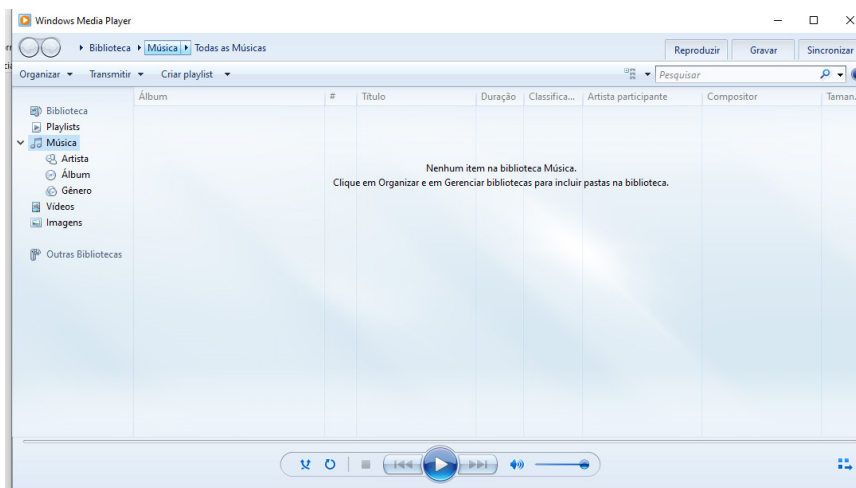 Windows Media Player
Biblioteca Música Todas as Músicas
Reproduzir Gravar Sincronizar
Organizar Transmitir Criar playlist Pesquisar
Álbum # Título Duração Classifica... Artista participante Compositor Taman.
Biblioteca
Playlists
Música
Artista
Álbum
Gênero
Vídeos
Imagens
Outras Bibliotecas
Nenhum item na biblioteca Música.
Clique em Organizar e em Gerenciar bibliotecas para incluir pastas na biblioteca.